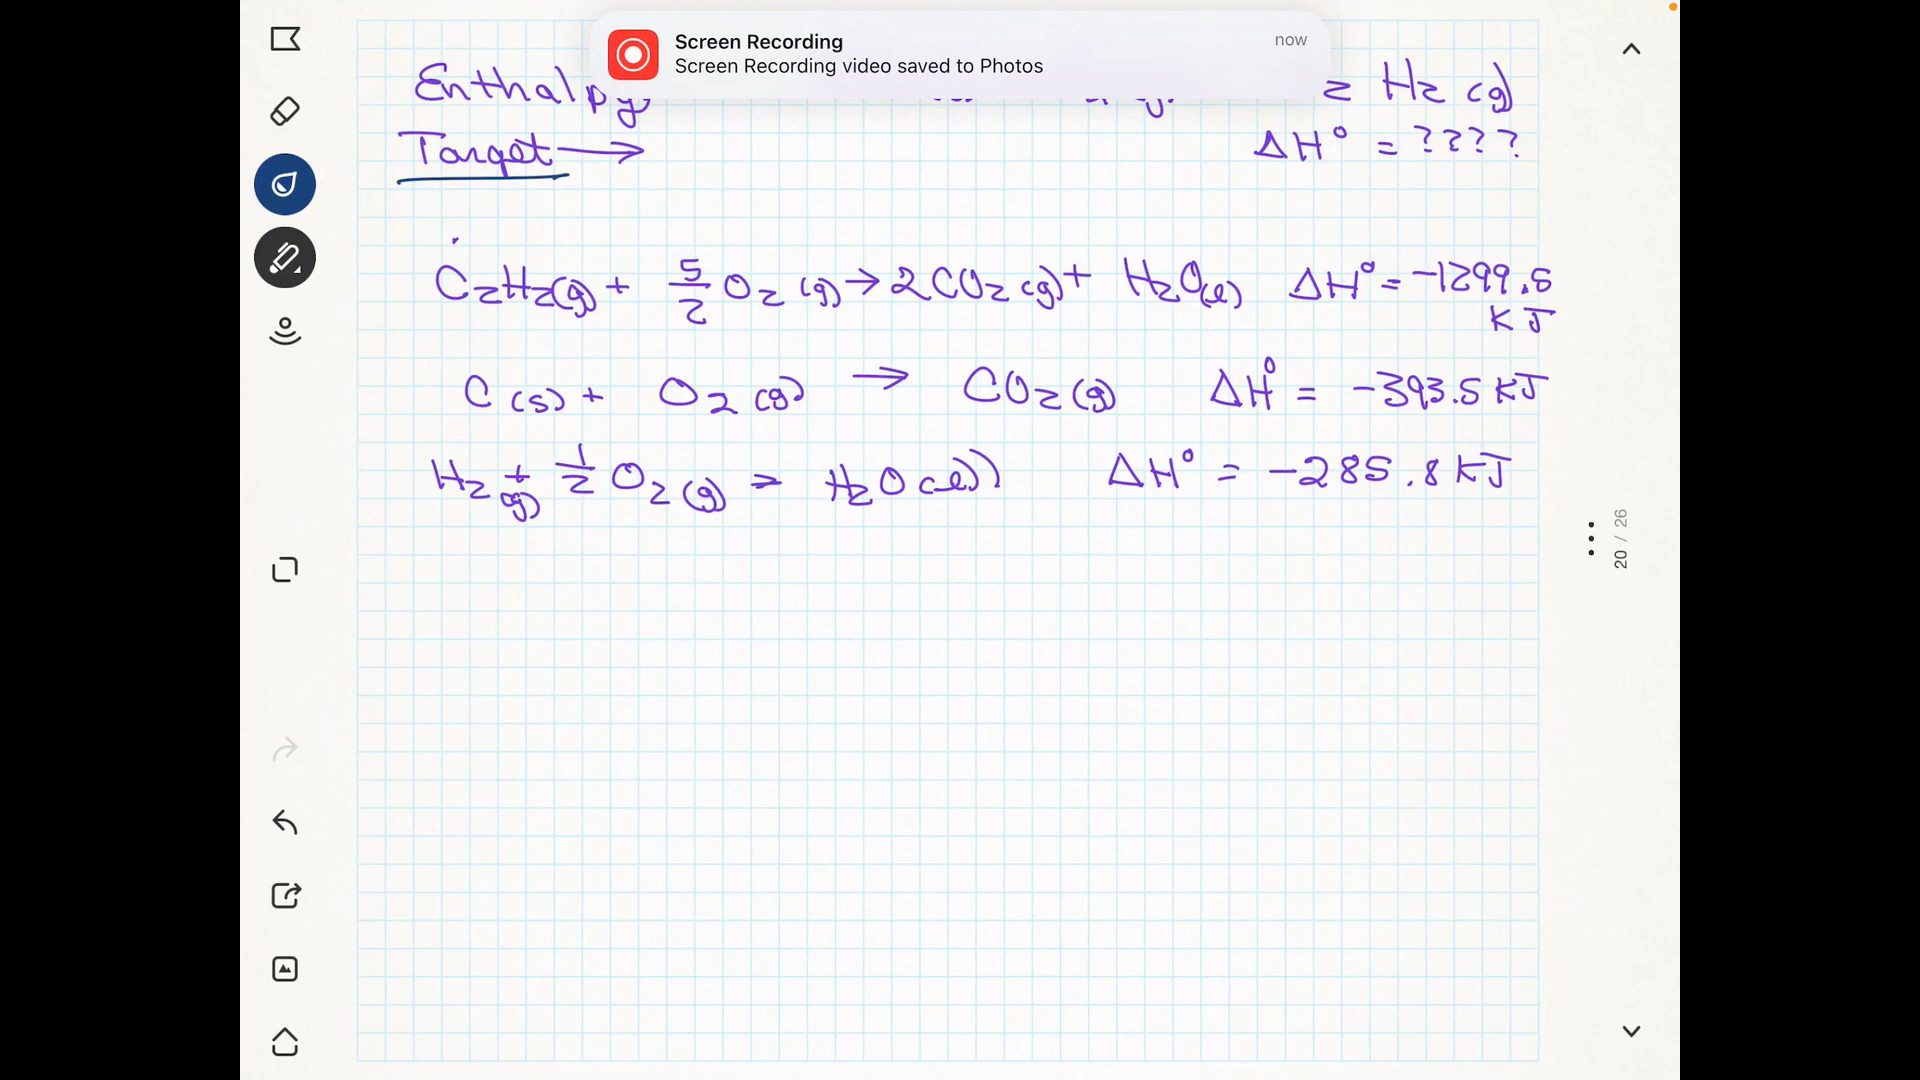 Screen Recording
now
Screen Recording video saved to Photos
Enthalpy 2 H₂ (g)
Target → ΔH° = ????
C₂H₂(g) + 5/2 O₂ (g) → 2CO₂ (g) + H₂O(l) ΔH° = -1299.5
KJ
C (s) + O₂ (g) → CO₂ (g) ΔH° = -393.5 KJ
H₂ (g) + 1/2 O₂ (g) = H₂O (l)) ΔH° = -285.8 KJ
20 / 26